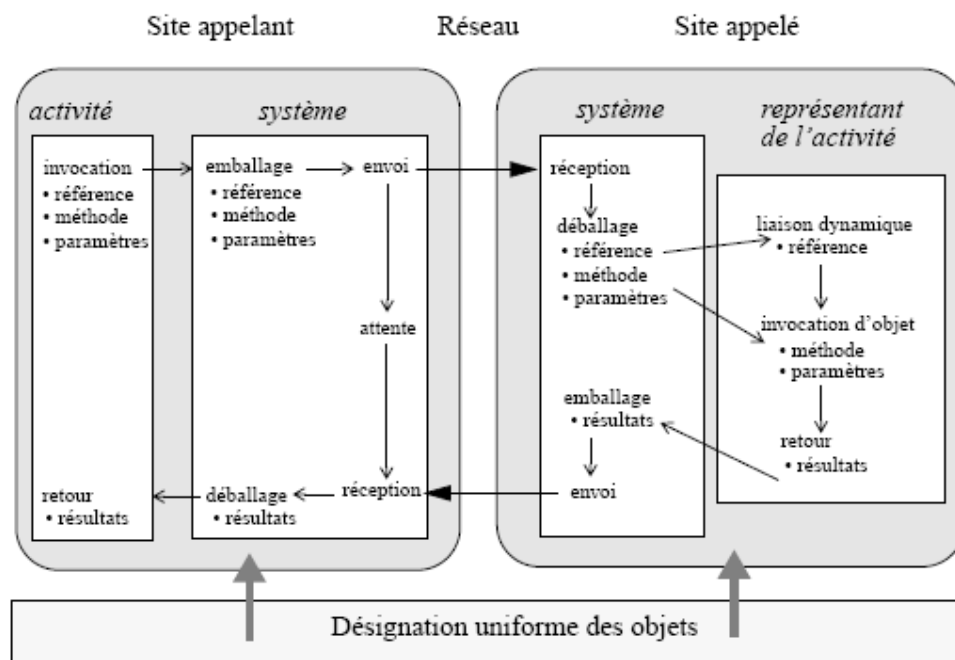 Site appelant
Réseau
Site appelé
activité
système
invocation
• référence
• méthode
• paramètres
emballage
• référence
• méthode
• paramètres
envoi
attente
réception
déballage
• résultats
retour
• résultats
système
représentant
de l’activité
réception
déballage
• référence
• méthode
• paramètres
liaison dynamique
• référence
invocation d’objet
• méthode
• paramètres
retour
• résultats
emballage
• résultats
envoi
Désignation uniforme des objets